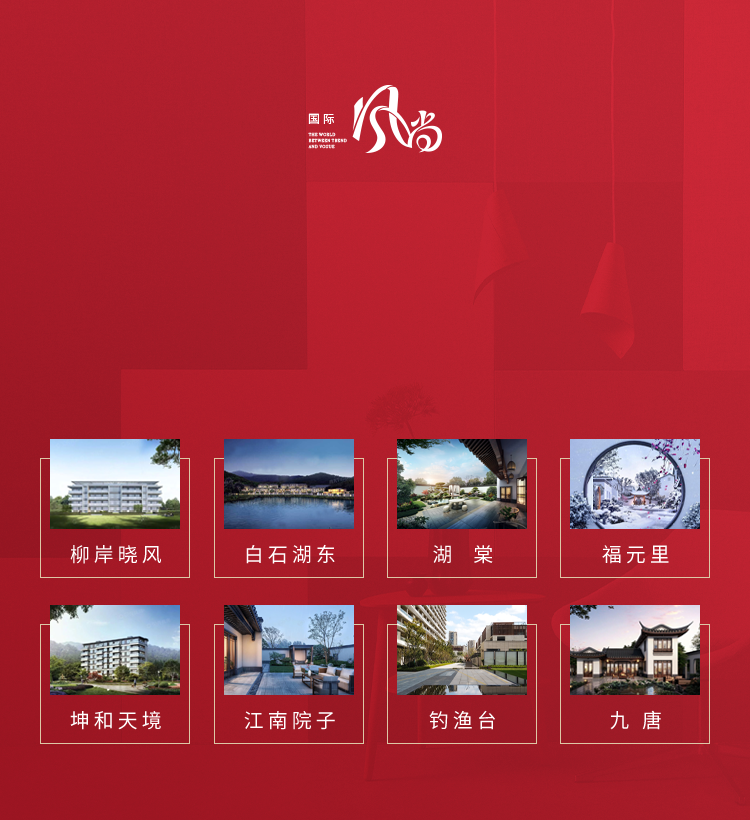 国际
风尚
THE WORLD
BETWEEN TREND
AND VOGUE
柳岸晓风
白石湖东
湖 棠
福元里
坤和天境
江南院子
钓渔台
九 唐